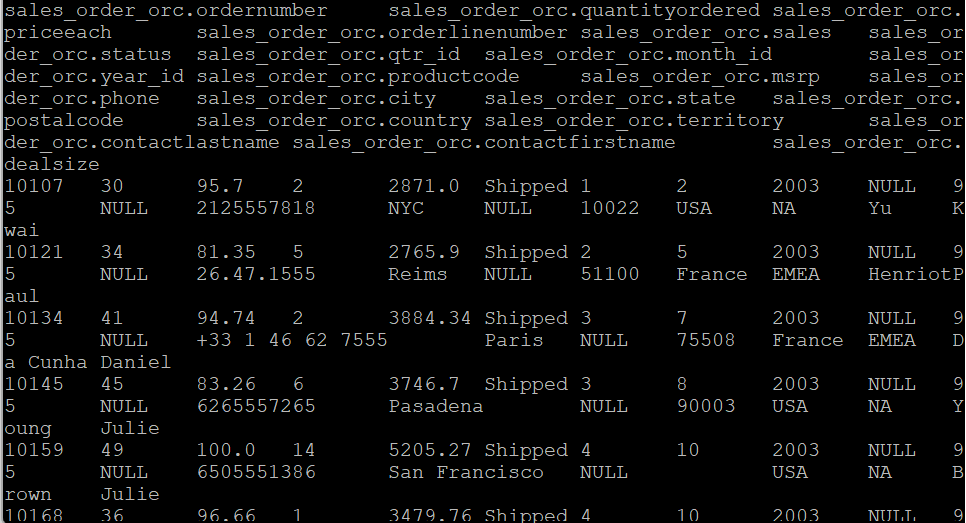 sales_order_orc.ordernumber sales_order_orc.quantityordered sales_order_orc.
priceeach sales_order_orc.orderlinenumber sales_order_orc.sales sales_or
der_orc.status sales_order_orc.qtr_id sales_order_orc.month_id sales_or
der_orc.year_id sales_order_orc.productcode sales_order_orc.msrp sales_or
der_orc.phone sales_order_orc.city sales_order_orc.state sales_order_orc.
postalcode sales_order_orc.country sales_order_orc.territory sales_or
der_orc.contactlastname sales_order_orc.contactfirstname sales_order_orc.
dealsize
10107 30 95.7 2 2871.0 Shipped 1 2 2003 NULL 9
5 NULL 2125557818 NYC NULL 10022 USA NA Yu K
wai
10121 34 81.35 5 2765.9 Shipped 2 5 2003 NULL 9
5 NULL 26.47.1555 Reims NULL 51100 France EMEA HenriotP
aul
10134 41 94.74 2 3884.34 Shipped 3 7 2003 NULL 9
5 NULL +33 1 46 62 7555 Paris NULL 75508 France EMEA D
a Cunha Daniel
10145 45 83.26 6 3746.7 Shipped 3 8 2003 NULL 9
5 NULL 6265557265 Pasadena NULL 90003 USA NA Y
oung Julie
10159 49 100.0 14 5205.27 Shipped 4 10 2003 NULL 9
5 NULL 6505551386 San Francisco NULL USA NA B
rown Julie
10168 36 96.66 1 3479.76 Shipped 4 10 2003 NULL 9